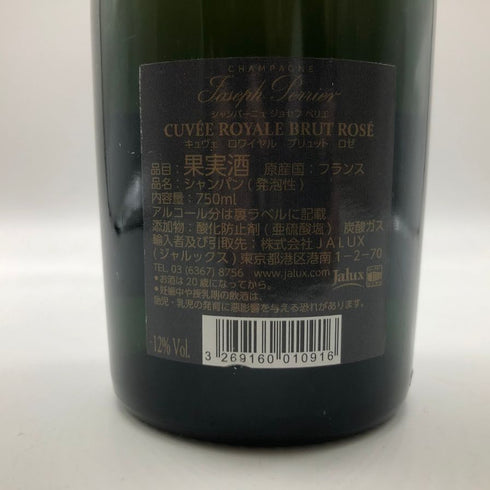 CHAMPAGNE
Joseph Perrier
シャンパーニュ ジョセフ ペリエ
CUVÉE ROYALE BRUT ROSÉ
キュヴェ ロワイヤル ブリュット ロゼ
品目：果実酒 原産国：フランス
品名：シャンパン(発泡性)
内容量：750ml
アルコール分は裏ラベルに記載
添加物：酸化防止剤(亜硫酸塩) 炭酸ガス
輸入者及び引取先：株式会社JALUX
(ジャルックス)東京都港区港南1-2-70
TEL 03 (6367) 8756 www.jalux.com
＊お酒は20歳になってから。
＊妊娠中や授乳期の飲酒は、
胎児・乳児の発育に悪影響を与する恐れがあります。
Jalux
12% Vol.
3 269160 010916